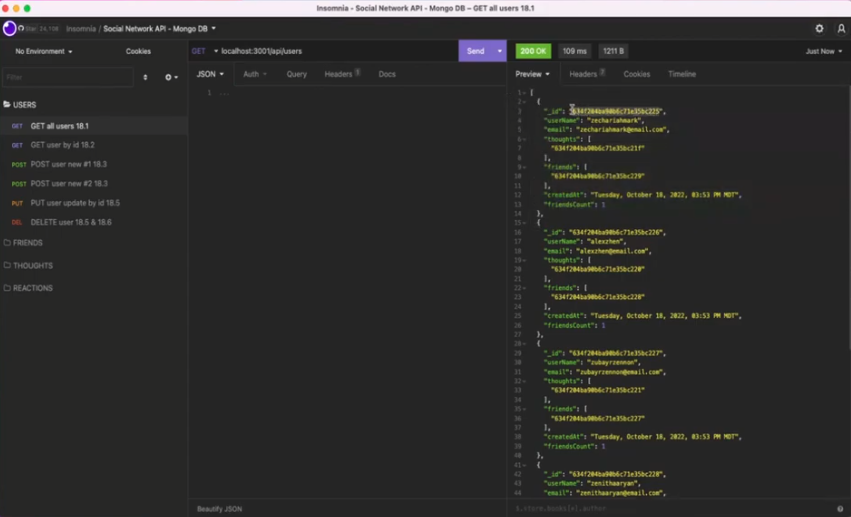 Insomnia - Social Network API - Mongo DB – GET all users 18.1
Star
Insomnia / Social Network API - Mongo DB
No Environment
Cookies
GET localhost:3001/api/users
Send
200 OK
109 ms
1211 B
Just Now
Filter
JSON
Auth
Query
Headers
Docs
Preview
Headers
Cookies
Timeline
USERS
GET GET all users 18.1
GET GET user by id 18.2
POST POST user new #1 18.3
POST POST user new #2 18.3
PUT PUT user update by id 18.5
DEL DELETE user 18.5 & 18.6
FRIENDS
THOUGHTS
REACTIONS
1 ...
1 [
2 {
3 "_id": "634f204ba90b6c71e35bc225",
4 "userName": "zechariahmark",
5 "email": "zechariahmark@email.com",
6 "thoughts": [
7 "634f204ba90b6c71e35bc21f"
8 ],
9 "friends": [
10 "634f204ba90b6c71e35bc229"
11 ],
12 "createdAt": "Tuesday, October 18, 2022, 03:53 PM MDT",
13 "friendsCount": 1
14 },
15 {
16 "_id": "634f204ba90b6c71e35bc226",
17 "userName": "alexzhen",
18 "email": "alexzhen@email.com",
19 "thoughts": [
20 "634f204ba90b6c71e35bc220"
21 ],
22 "friends": [
23 "634f204ba90b6c71e35bc228"
24 ],
25 "createdAt": "Tuesday, October 18, 2022, 03:53 PM MDT",
26 "friendsCount": 1
27 },
28 {
29 "_id": "634f204ba90b6c71e35bc227",
30 "userName": "zubayrzennon",
31 "email": "zubayrzennon@email.com",
32 "thoughts": [
33 "634f204ba90b6c71e35bc221"
34 ],
35 "friends": [
36 "634f204ba90b6c71e35bc227"
37 ],
38 "createdAt": "Tuesday, October 18, 2022, 03:53 PM MDT",
39 "friendsCount": 1
40 },
41 {
42 "_id": "634f204ba90b6c71e35bc228",
43 "userName": "zenithaaryan",
44 "email": "zenithaaryan@email.com",
Beautify JSON
$.store.books[*].author